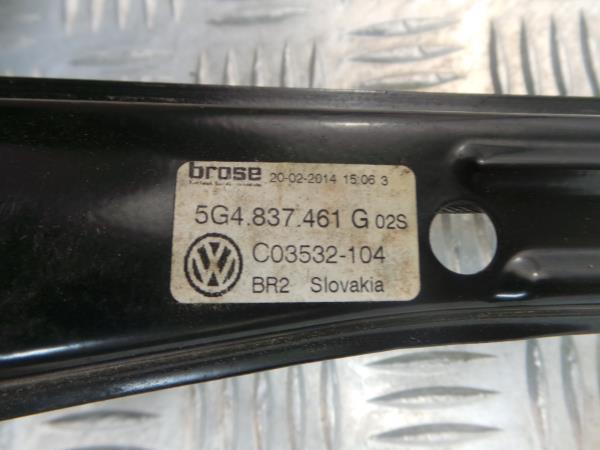 brose 20-02-2014 15:06 3
5G4.837.461 G 02S
C03532-104
BR2 Slovakia